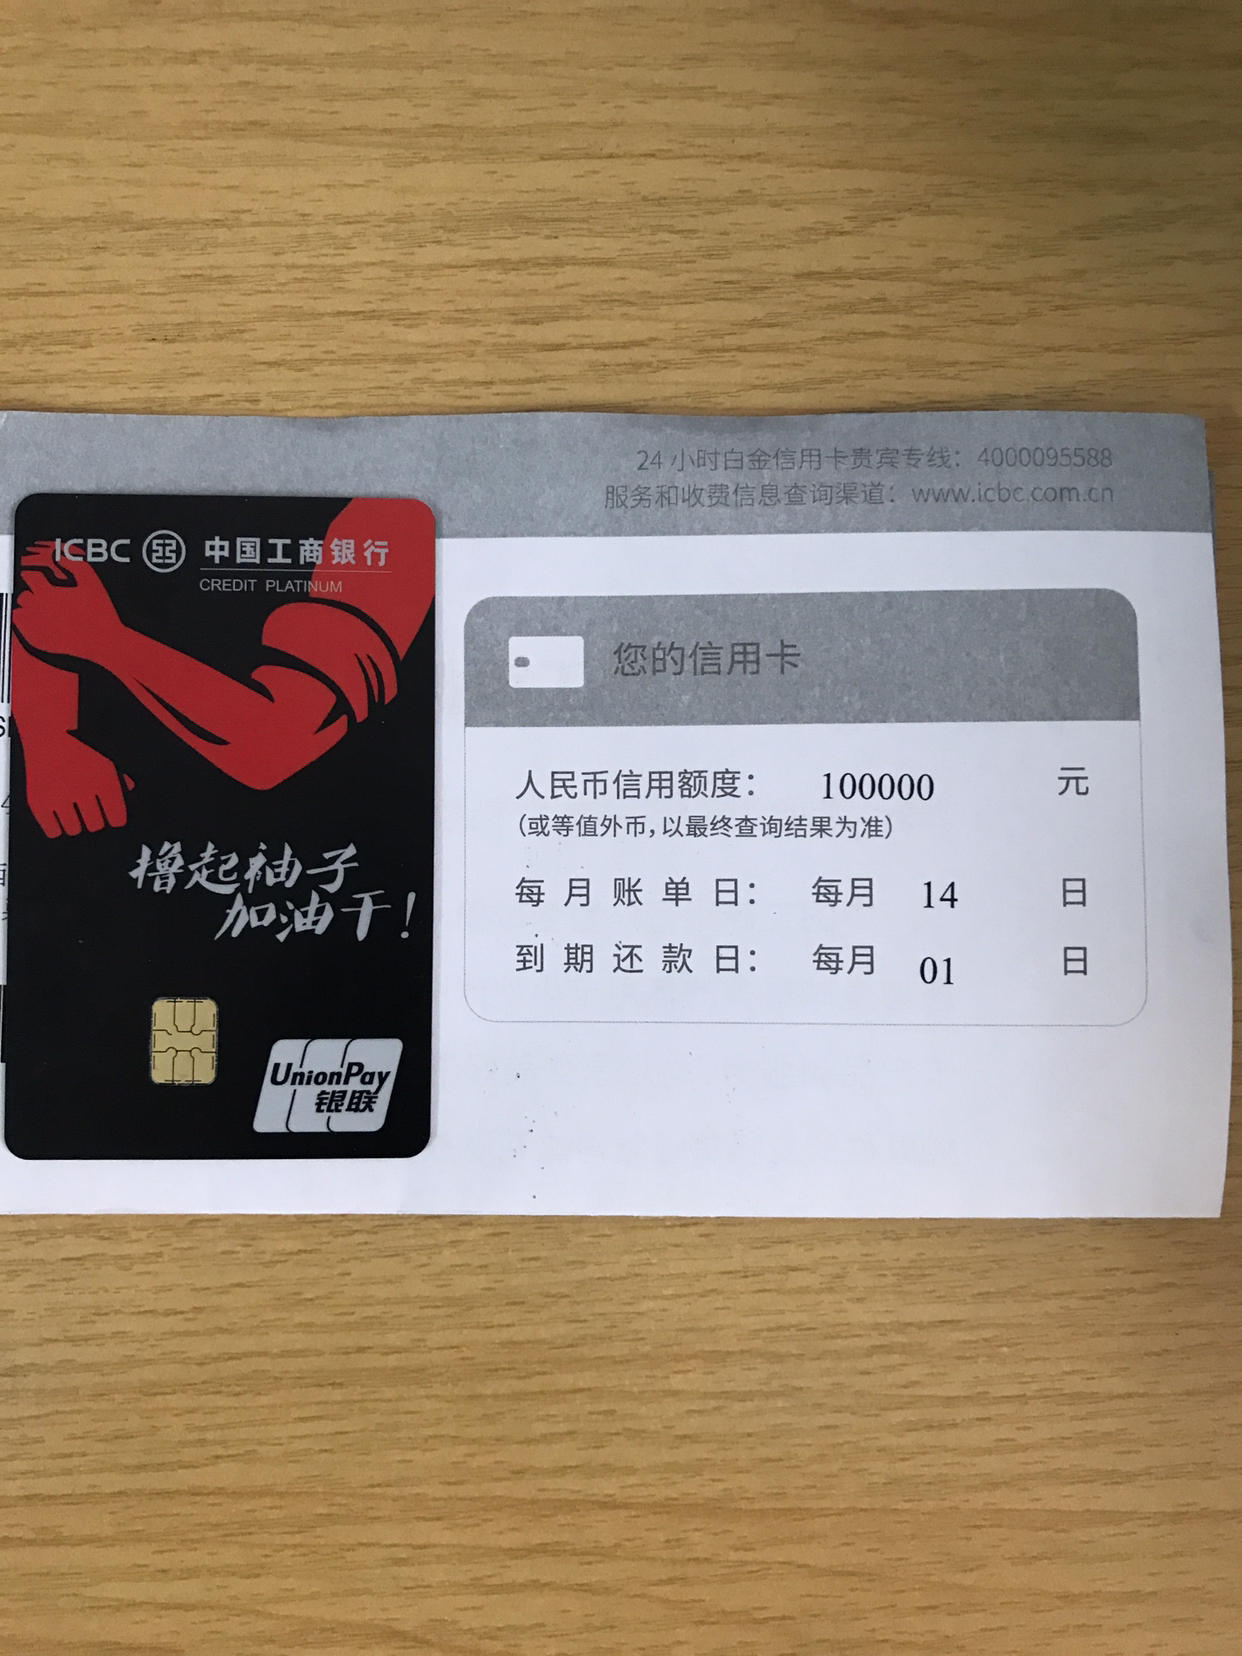 24 小时白金信用卡贵宾专线：4000095588
服务和收费信息查询渠道：www.icbc.com.cn
ICBC 中国工商银行
CREDIT PLATINUM
撸起袖子
加油干！
UnionPay
银联
您的信用卡
人民币信用额度： 100000 元
（或等值外币，以最终查询结果为准）
每月账单日： 每月 14 日
到期还款日： 每月 01 日